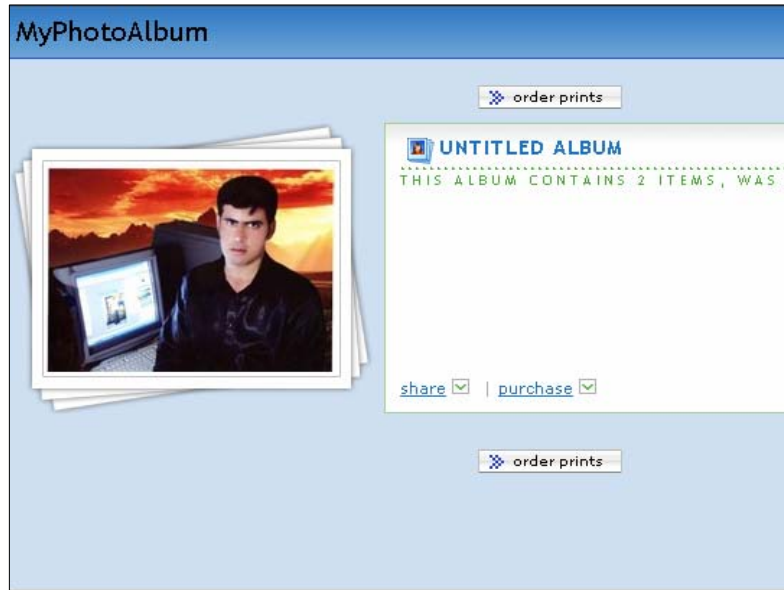 MyPhotoAlbum
order prints
UNTITLED ALBUM
THIS ALBUM CONTAINS 2 ITEMS, WAS
share | purchase
order prints